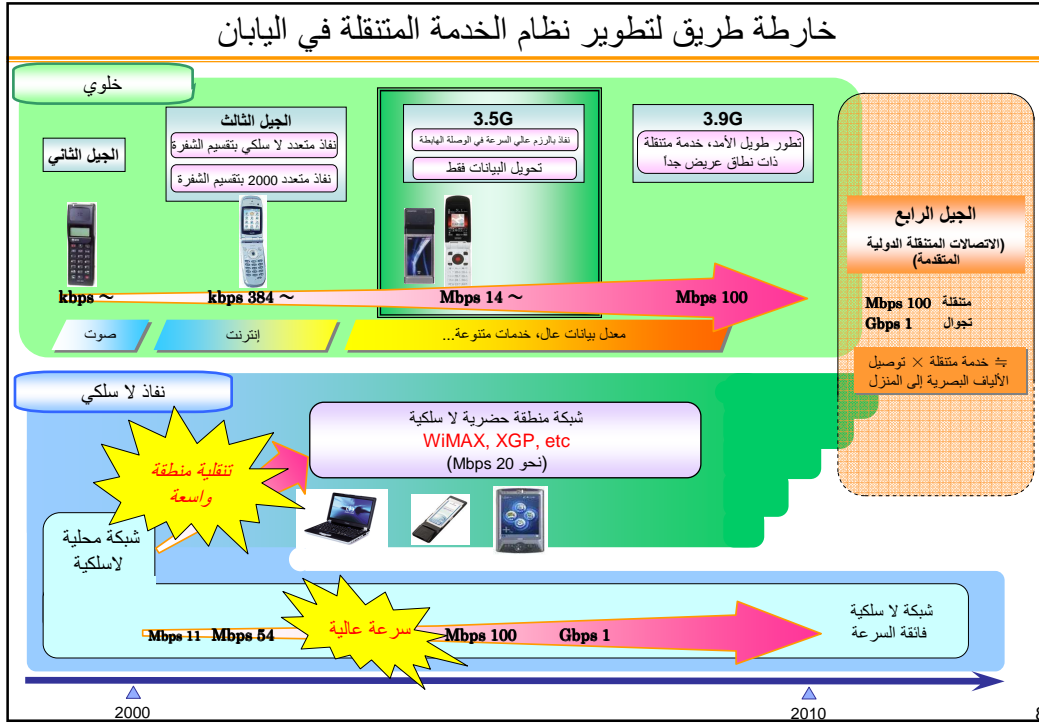 خارطة طريق لتطوير نظام الخدمة المتنقلة في اليابان
خلوي
الجيل الثاني
الجيل الثالث
نفاذ متعدد لا سلكي بتقسيم الشفرة
نفاذ متعدد 2000 بتقسيم الشفرة
3.5G
نفاذ بالرزم عالي السرعة في الوصلة الهابطة
تحويل البيانات فقط
3.9G
تطور طويل الأمد، خدمة متنقلة
ذات نطاق عريض جداً
الجيل الرابع
(الاتصالات المتنقلة الدولية
المتقدمة)
متنقلة 100 Mbps
تجوال 1 Gbps
≒ خدمة متنقلة × توصيل
الألياف البصرية إلى المنزل
kbps ~
kbps 384 ~
Mbps 14 ~
Mbps 100
صوت
إنترنت
معدل بيانات عال، خدمات متنوعة...
نفاذ لا سلكي
شبكة منطقة حضرية لا سلكية
WiMAX, XGP, etc
(نحو 20 Mbps)
تنقلية منطقة
واسعة
شبكة محلية
لاسلكية
Mbps 11
Mbps 54
سرعة عالية
Mbps 100
Gbps 1
شبكة لا سلكية
فائقة السرعة
2000
2010
8